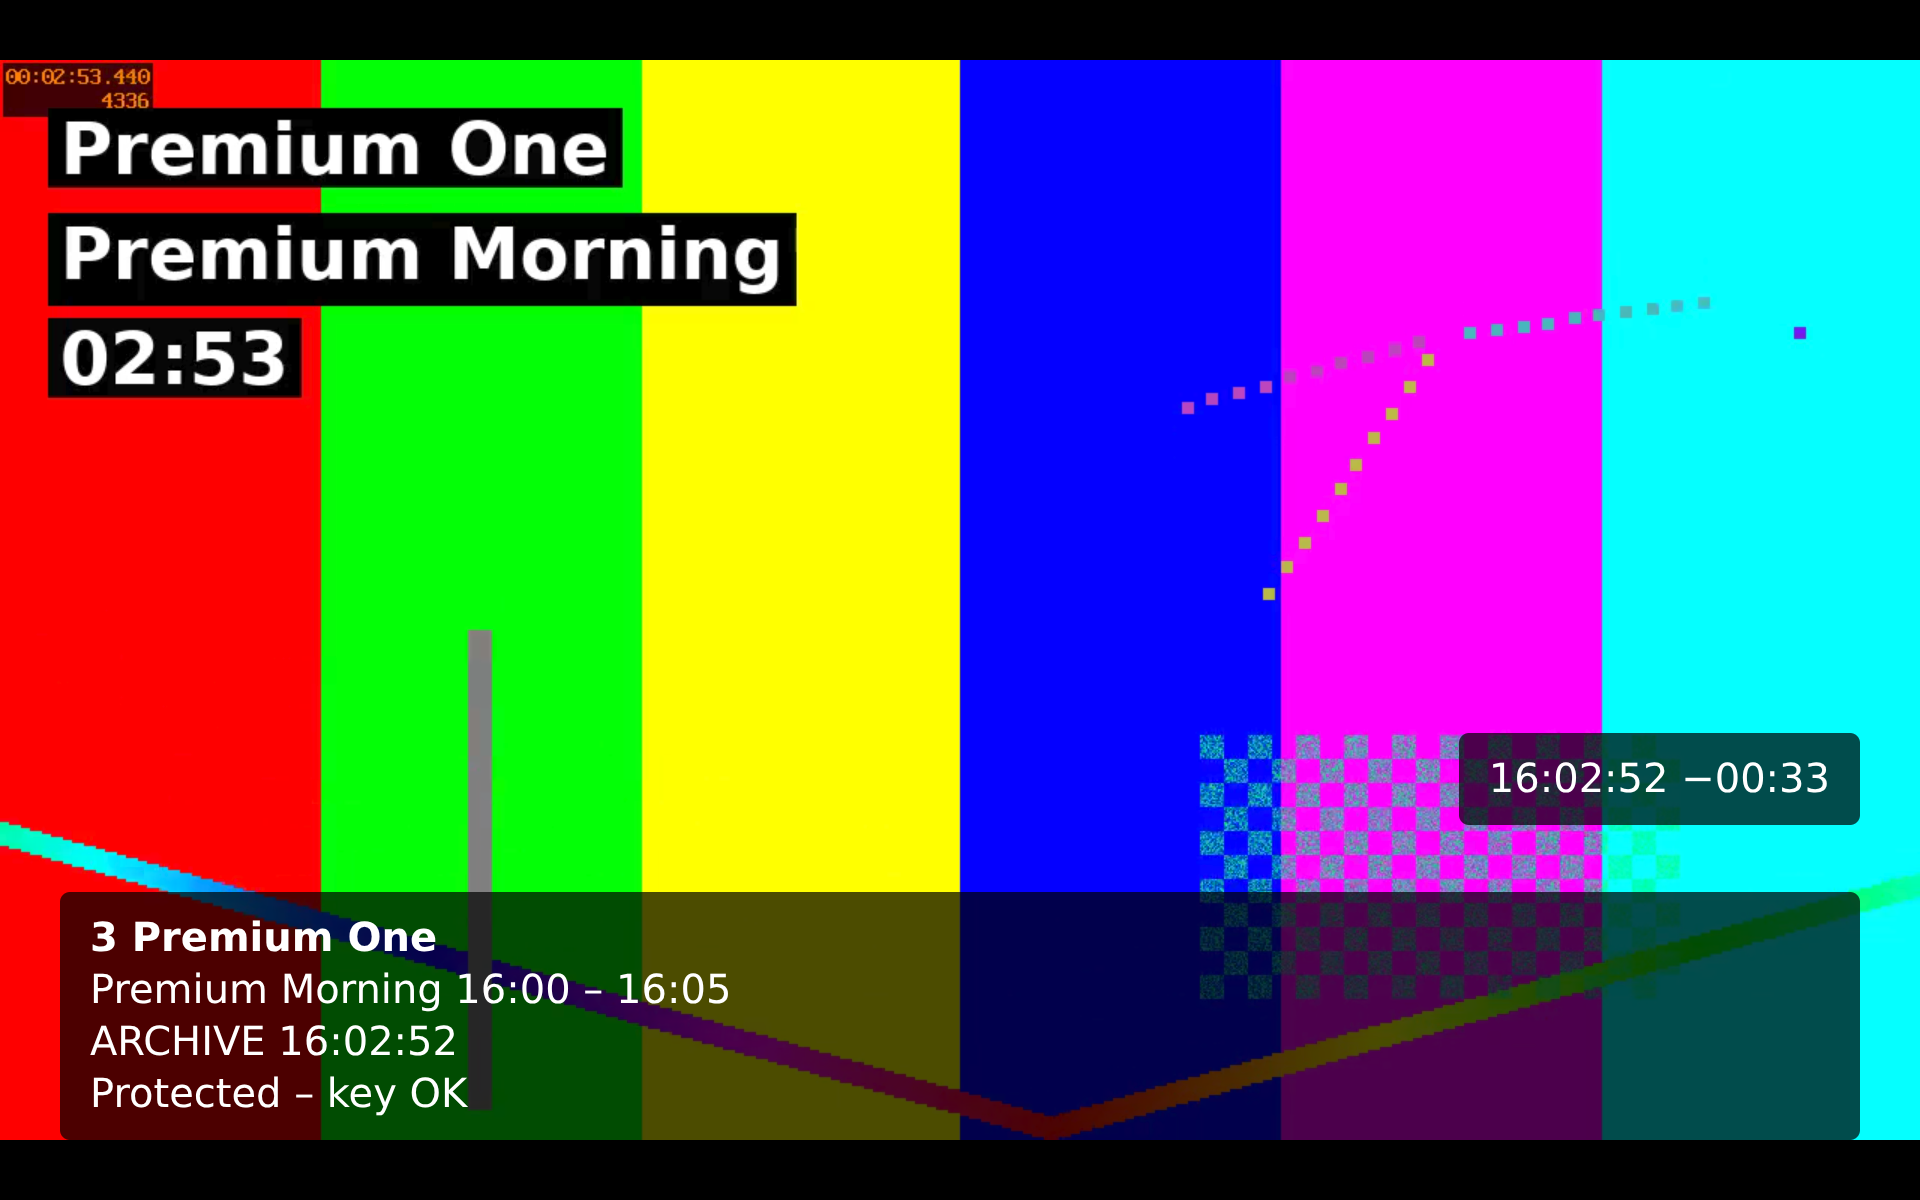 00:02:53.440
4336
Premium One
Premium Morning
02:53
16:02:52 −00:33
3 Premium One
Premium Morning 16:00 – 16:05
ARCHIVE 16:02:52
Protected – key OK